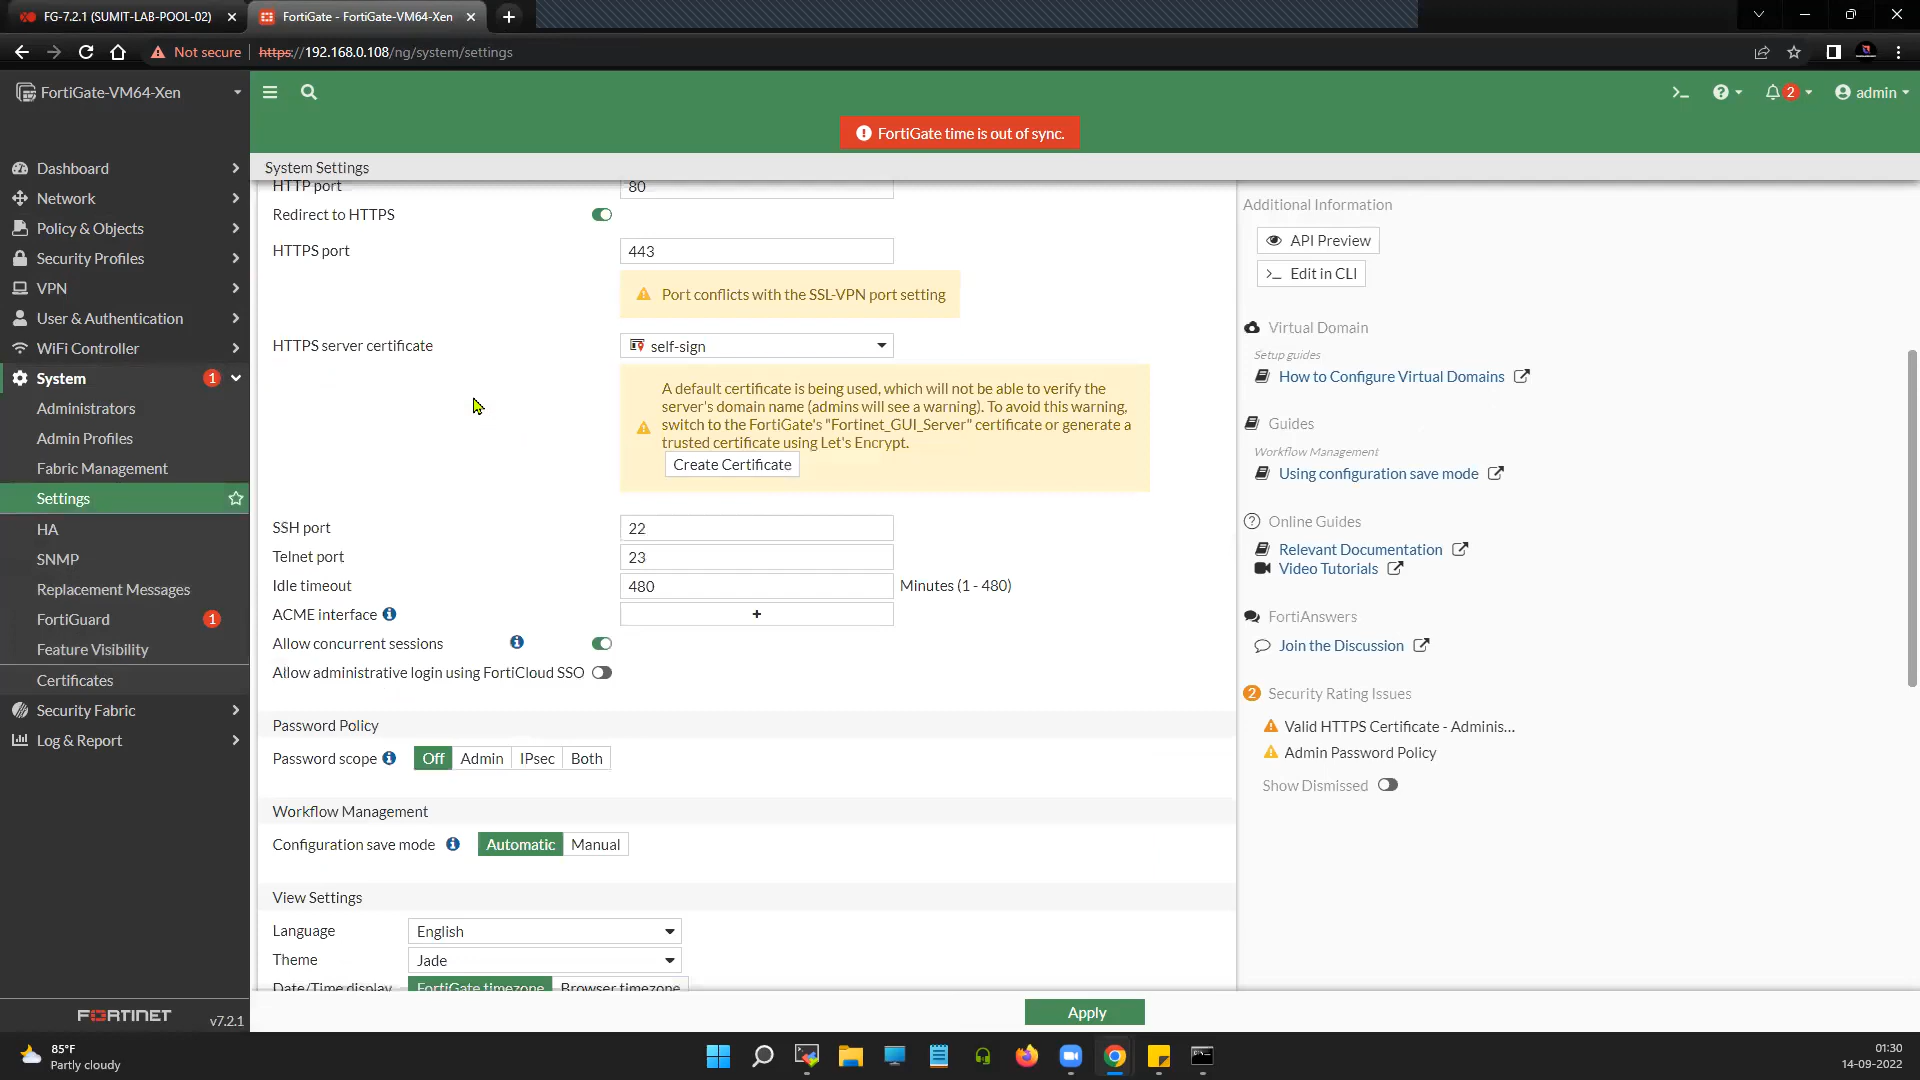 FG-7.2.1 (SUMIT-LAB-POOL-02)
FortiGate - FortiGate-VM64-Xen
Not secure
https://192.168.0.108/ng/system/settings
FortiGate-VM64-Xen
2
admin
FortiGate time is out of sync.
Dashboard
Network
Policy & Objects
Security Profiles
VPN
User & Authentication
WiFi Controller
System 1
Administrators
Admin Profiles
Fabric Management
Settings
HA
SNMP
Replacement Messages
FortiGuard 1
Feature Visibility
Certificates
Security Fabric
Log & Report
FORTINET v7.2.1
System Settings
HTTP port 80
Redirect to HTTPS
HTTPS port 443
Port conflicts with the SSL-VPN port setting
HTTPS server certificate self-sign
A default certificate is being used, which will not be able to verify the
server's domain name (admins will see a warning). To avoid this warning,
switch to the FortiGate's "Fortinet_GUI_Server" certificate or generate a
trusted certificate using Let's Encrypt.
Create Certificate
SSH port 22
Telnet port 23
Idle timeout 480 Minutes (1 - 480)
ACME interface +
Allow concurrent sessions
Allow administrative login using FortiCloud SSO
Password Policy
Password scope Off Admin IPsec Both
Workflow Management
Configuration save mode Automatic Manual
View Settings
Language English
Theme Jade
Date/Time display FortiGate timezone Browser timezone
Apply
Additional Information
API Preview
>_ Edit in CLI
Virtual Domain
Setup guides
How to Configure Virtual Domains
Guides
Workflow Management
Using configuration save mode
Online Guides
Relevant Documentation
Video Tutorials
FortiAnswers
Join the Discussion
2 Security Rating Issues
Valid HTTPS Certificate - Adminis...
Admin Password Policy
Show Dismissed
85°F
Partly cloudy
01:30
14-09-2022